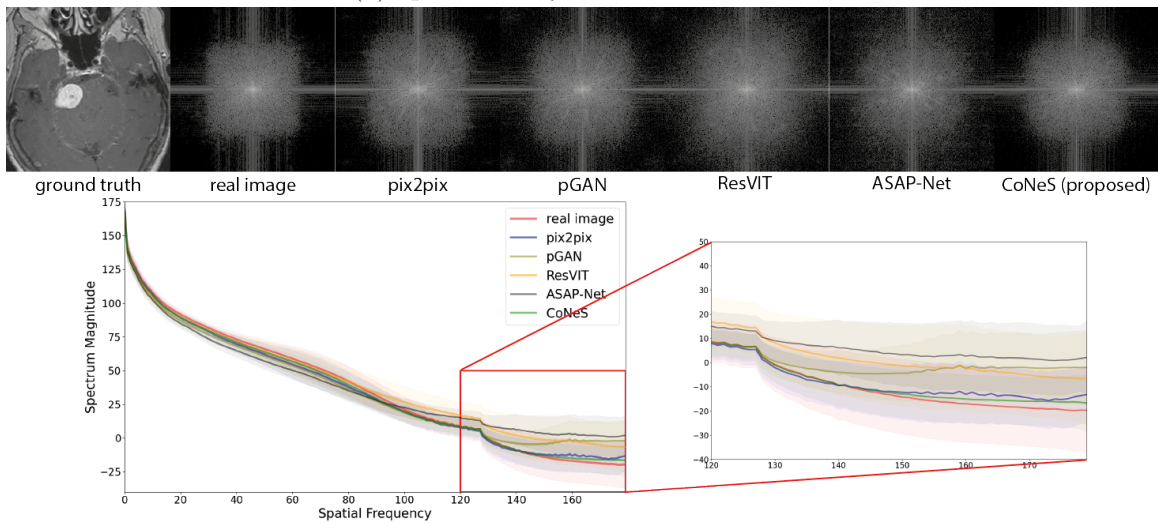 ground truth real image pix2pix pGAN ResVIT ASAP-Net CoNeS (proposed)
175
150
125
100
75
50
25
0
−25
Spectrum Magnitude
0 20 40 60 80 100 120 140 160
Spatial Frequency
real image
pix2pix
pGAN
ResVIT
ASAP-Net
CoNeS
50
40
30
20
10
0
−10
−20
−30
−40
120 130 140 150 160 170